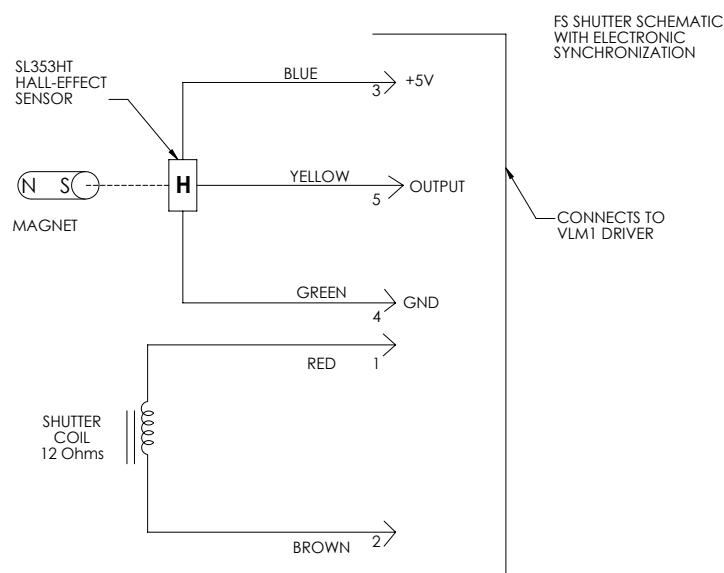 FS SHUTTER SCHEMATIC
WITH ELECTRONIC
SYNCHRONIZATION
SL353HT
HALL-EFFECT
SENSOR
BLUE
3
+5V
N S
H
YELLOW
5
OUTPUT
MAGNET
CONNECTS TO
VLM1 DRIVER
GREEN
4
GND
RED
1
SHUTTER
COIL
12 Ohms
BROWN
2